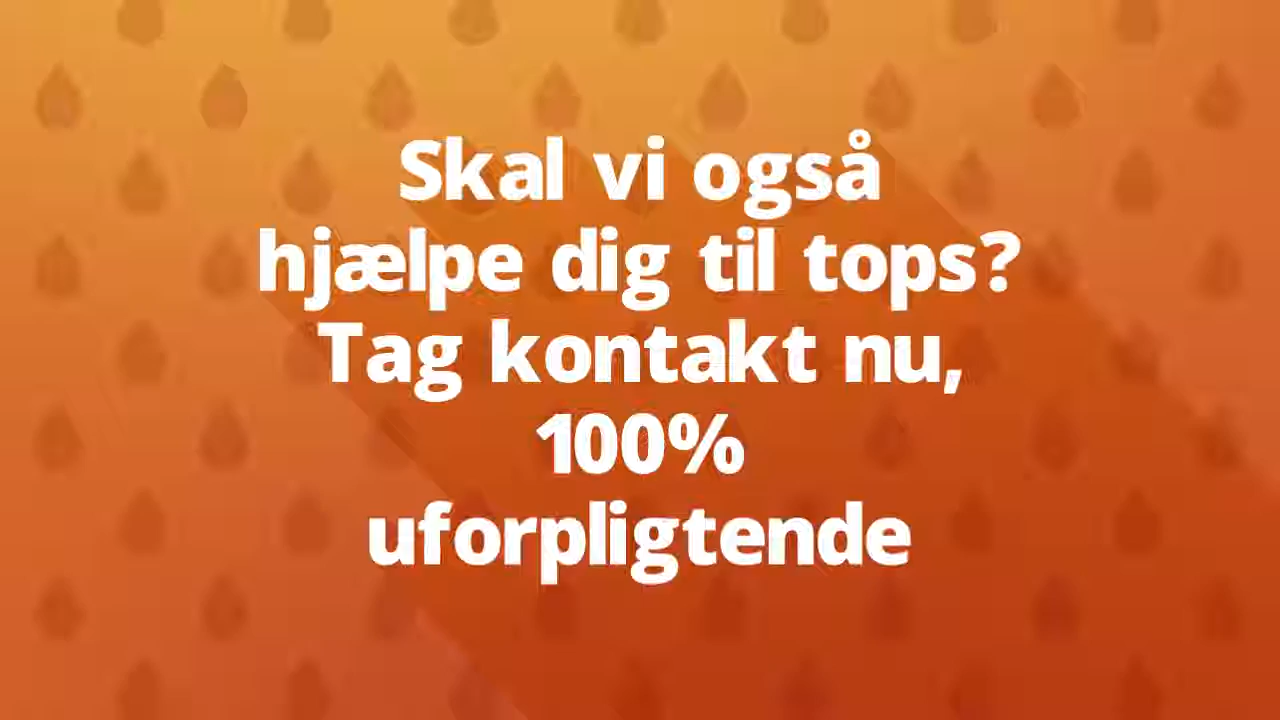 Skal vi også
hjælpe dig til tops?
Tag kontakt nu,
100%
uforpligtende